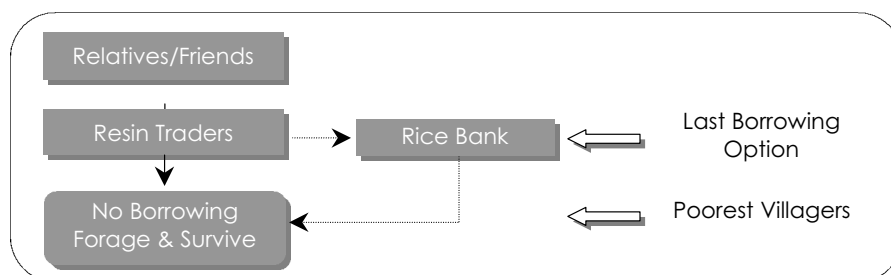 Relatives/Friends
Resin Traders
Rice Bank
Last Borrowing
Option
No Borrowing
Forage & Survive
Poorest Villagers